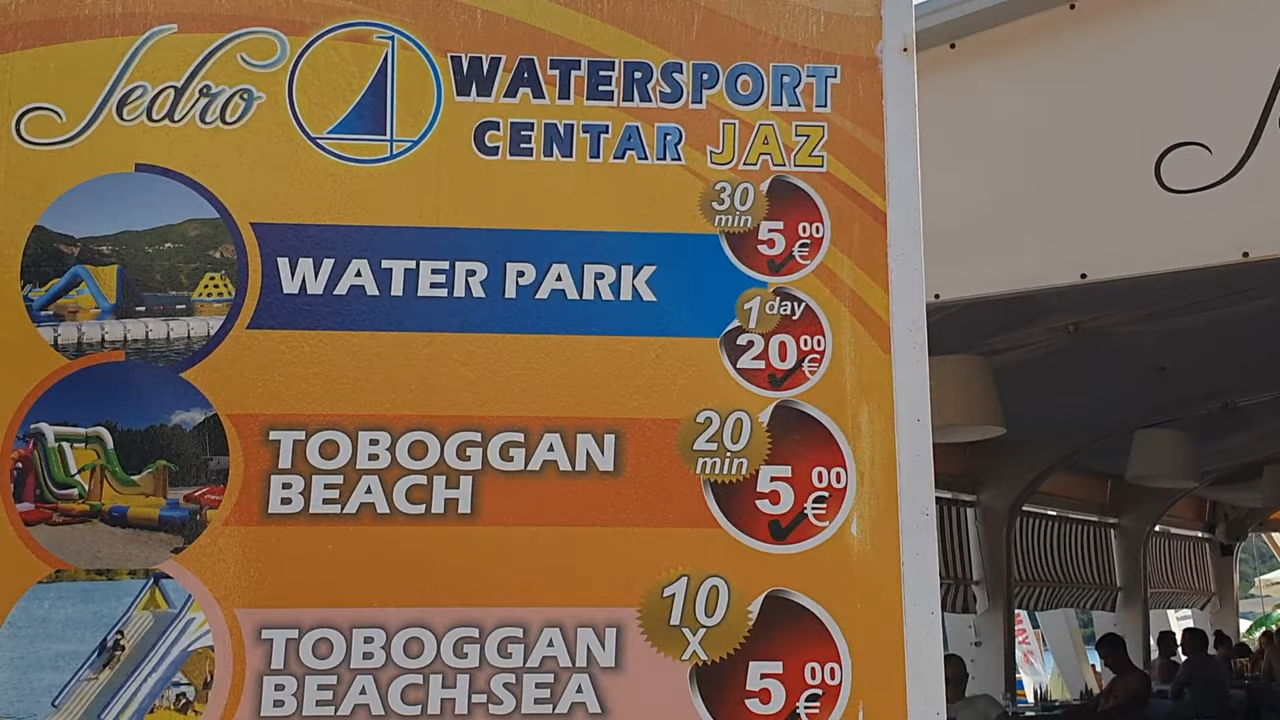 Jedro
WATERSPORT
CENTAR JAZ
30
min
5 00
€
WATER PARK
1 day
20 00
€
TOBOGGAN
BEACH
20
min
5 00
€
TOBOGGAN
BEACH-SEA
10
x
5 00
€